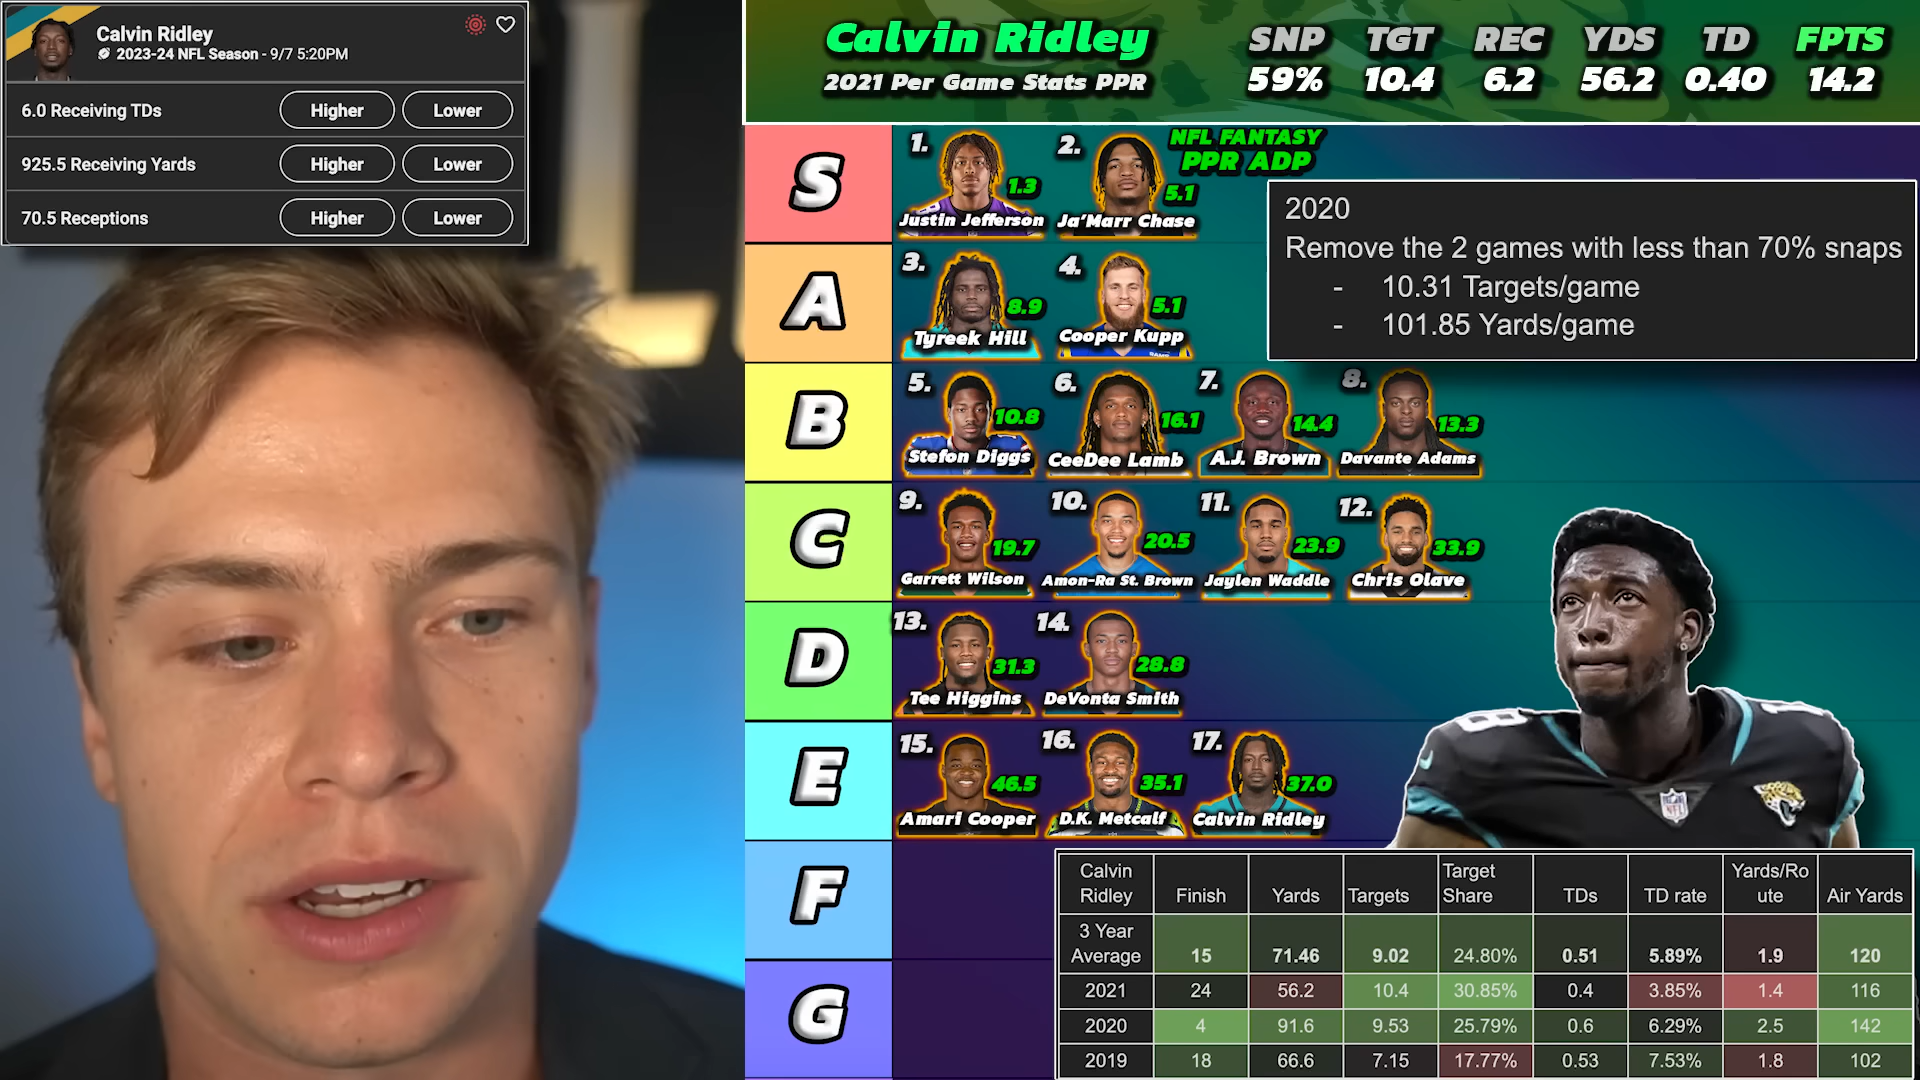 Calvin Ridley
2023-24 NFL Season - 9/7 5:20PM
6.0 Receiving TDs Higher Lower
925.5 Receiving Yards Higher Lower
70.5 Receptions Higher Lower
Calvin Ridley
2021 Per Game Stats PPR
SNP TGT REC YDS TD FPTS
59% 10.4 6.2 56.2 0.40 14.2
NFL FANTASY
PPR ADP
S
1. 1.3 Justin Jefferson
2. 5.1 Ja'Marr Chase
2020
Remove the 2 games with less than 70% snaps
- 10.31 Targets/game
- 101.85 Yards/game
A
3. 8.9 Tyreek Hill
4. 5.1 Cooper Kupp
B
5. 10.8 Stefon Diggs
6. 16.1 CeeDee Lamb
7. 14.4 A.J. Brown
8. 13.3 Davante Adams
C
9. 19.7 Garrett Wilson
10. 20.5 Amon-Ra St. Brown
11. 23.9 Jaylen Waddle
12. 33.9 Chris Olave
D
13. 31.3 Tee Higgins
14. 28.8 DeVonta Smith
E
15. 46.5 Amari Cooper
16. 35.1 D.K. Metcalf
17. 37.0 Calvin Ridley
F
G
Calvin Ridley Finish Yards Targets Target Share TDs TD rate Yards/Route Air Yards
3 Year Average 15 71.46 9.02 24.80% 0.51 5.89% 1.9 120
2021 24 56.2 10.4 30.85% 0.4 3.85% 1.4 116
2020 4 91.6 9.53 25.79% 0.6 6.29% 2.5 142
2019 18 66.6 7.15 17.77% 0.53 7.53% 1.8 102